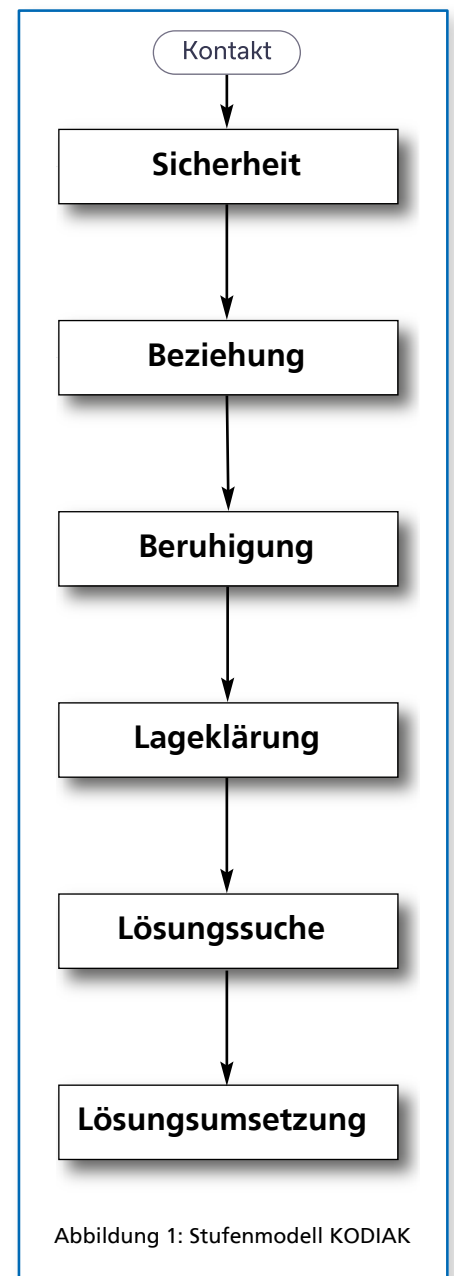 Kontakt
Sicherheit
Beziehung
Beruhigung
Lageklärung
Lösungssuche
Lösungsumsetzung
Abbildung 1: Stufenmodell KODIAK